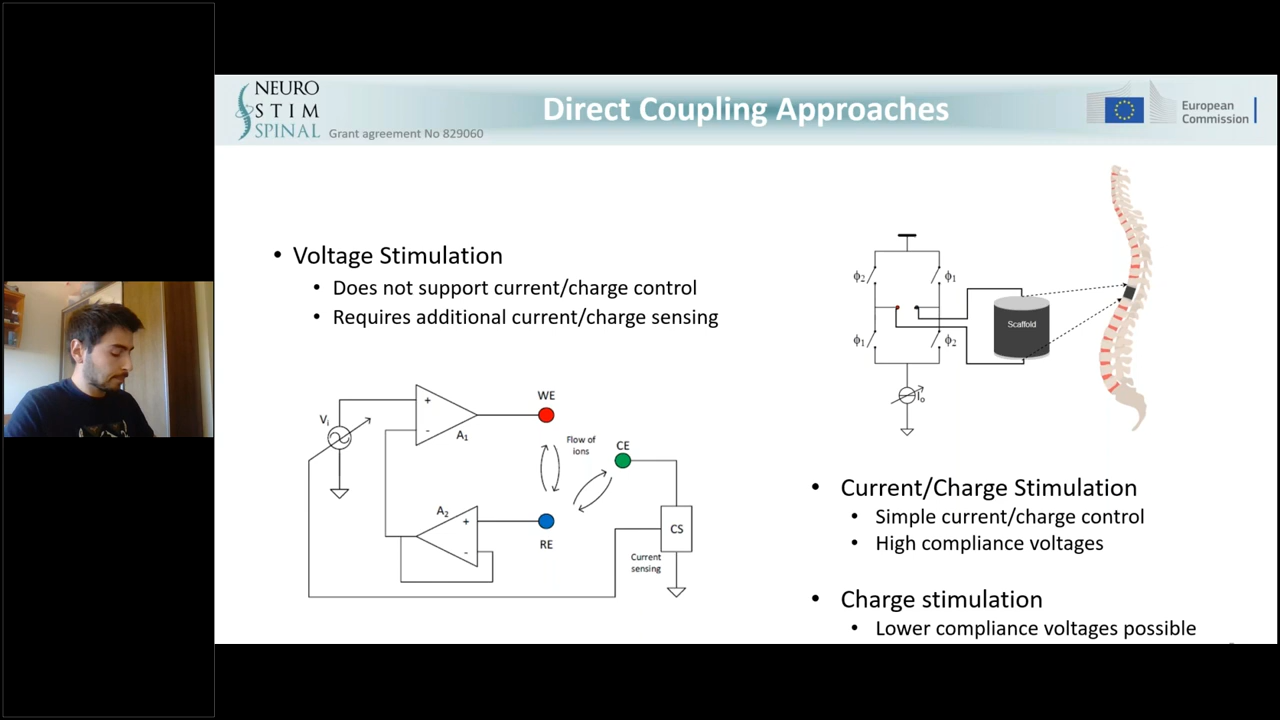 NEURO
STIM
SPINAL
Grant agreement No 829060
Direct Coupling Approaches
European
Commission
• Voltage Stimulation
• Does not support current/charge control
• Requires additional current/charge sensing
Vi
+
-
A1
WE
Flow of
ions
CE
A2
+
-
RE
CS
Current
sensing
ϕ2
ϕ1
ϕ1
ϕ2
Io
Scaffold
• Current/Charge Stimulation
• Simple current/charge control
• High compliance voltages
• Charge stimulation
• Lower compliance voltages possible